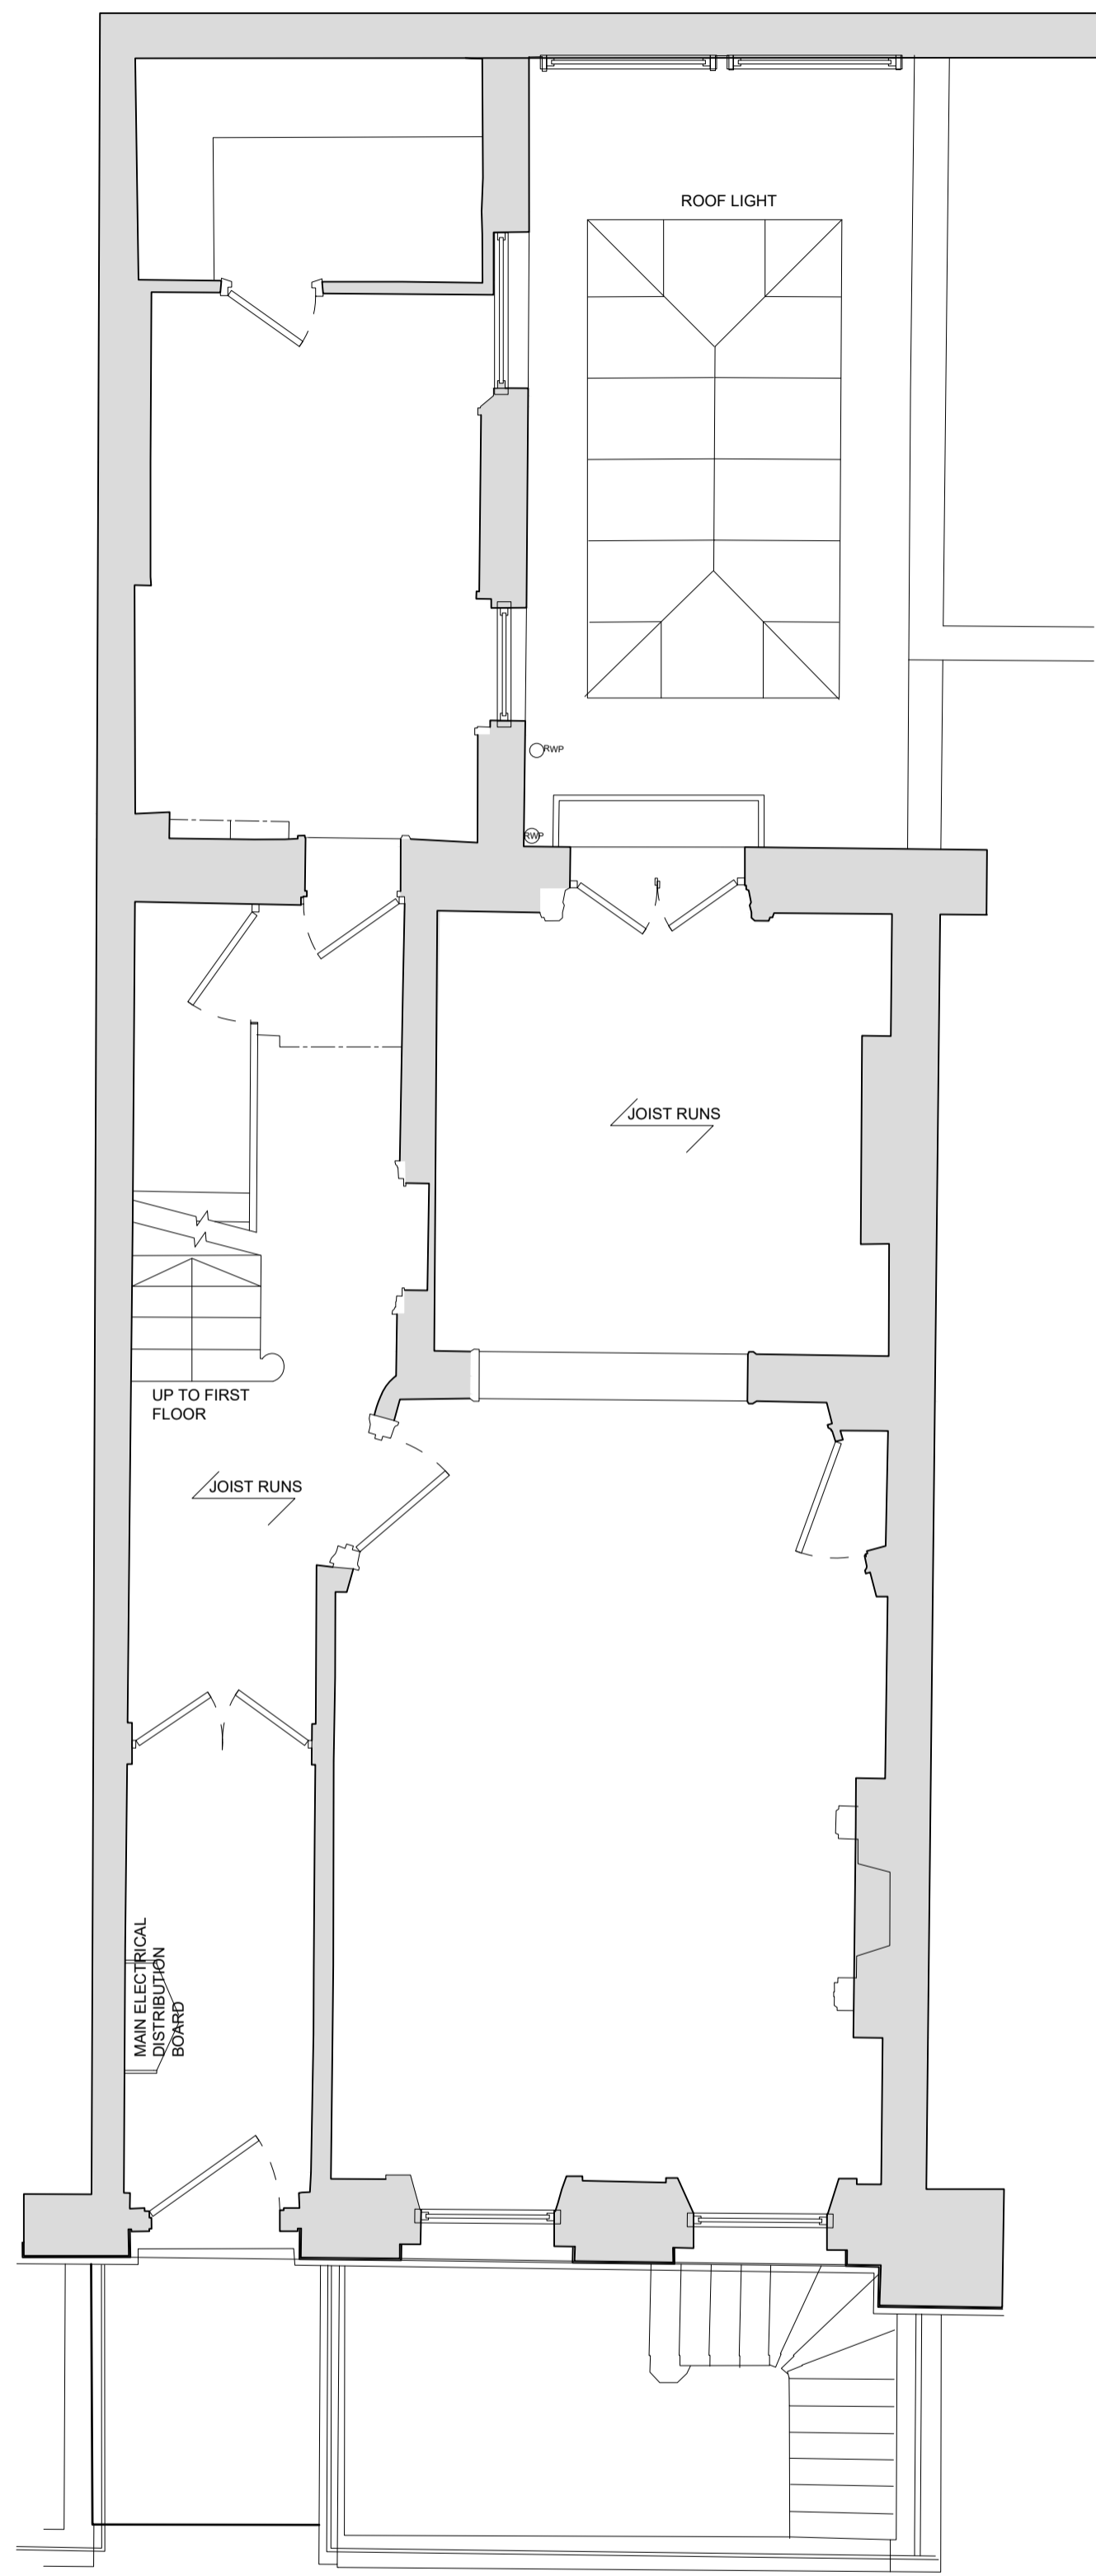 ROOF LIGHT
RWP
RWP
JOIST RUNS
UP TO FIRST
FLOOR
JOIST RUNS
MAIN ELECTRICAL
DISTRIBUTION
BOARD